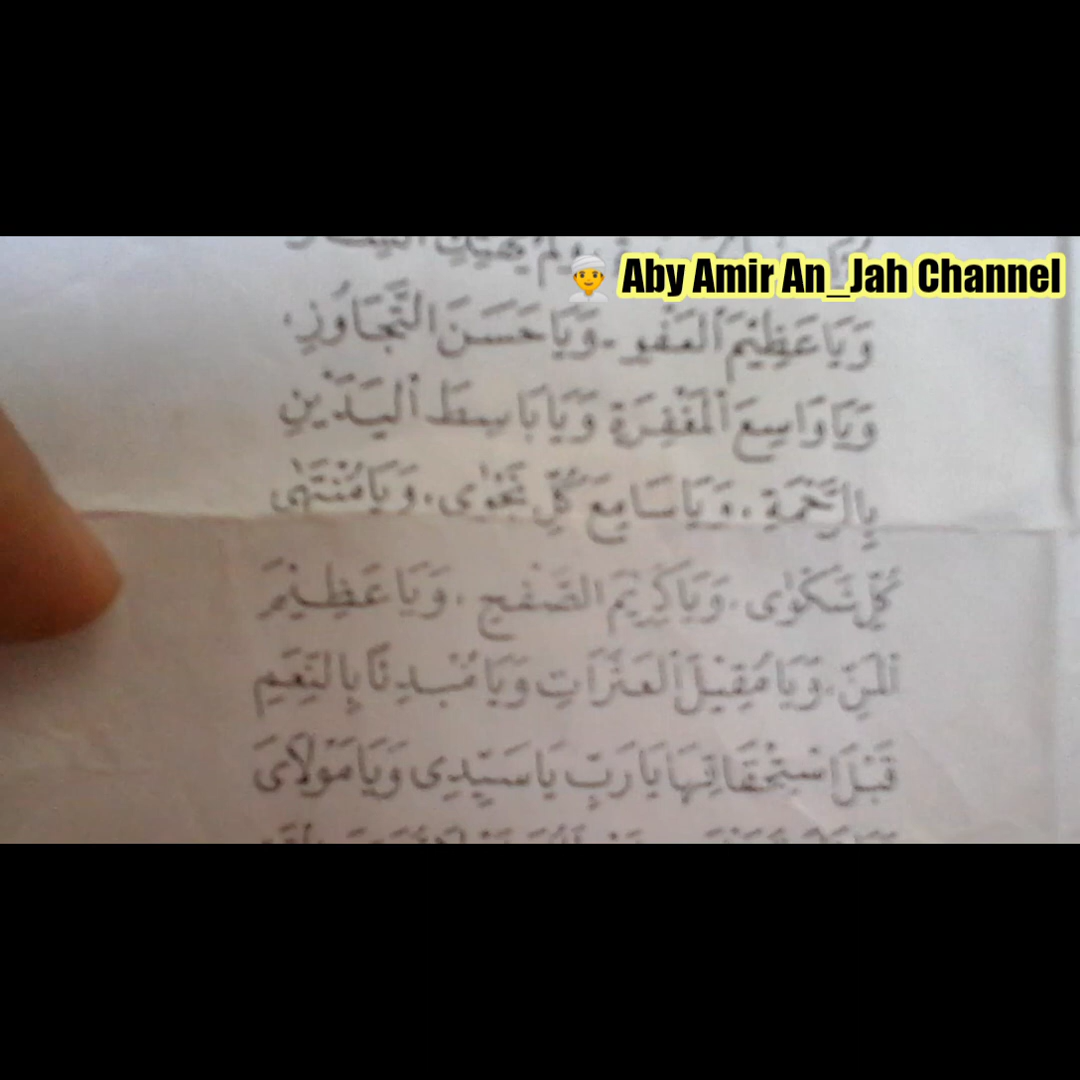 Aby Amir An_Jah Channel
وَيَا عَظِيْمَ الْعَفْوِ . وَيَا حَسَنَ التَّجَاوُزِ .
وَيَا وَاسِعَ الْمَغْفِرَةِ وَيَا بَاسِطَ الْيَدَيْنِ
بِالرَّحْمَةِ . وَيَا سَامِعَ كُلِّ نَجْوٰى . وَيَا مُنْتَهٰى
كُلِّ شَكْوٰى . وَيَا كَرِيْمَ الصَّفْحِ . وَيَا عَظِيْمَ
الْمَنِّ . وَيَا مُقِيْلَ الْعَثَرَاتِ وَيَا مُبْدِئًا بِالنِّعَمِ
قَبْلَ اسْتِحْقَاقِهَا يَا رَبِّ يَا سَيِّدِى وَيَا مَوْلَاىَ